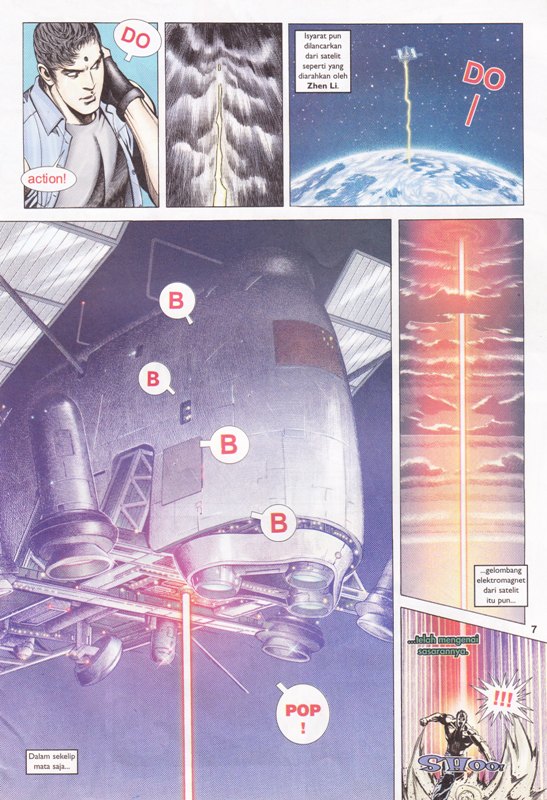 DO
action!
Isyarat pun
dilancarkan
dari satelit
seperti yang
diarahkan oleh
Zhen Li.
DO
B
B
B
B
POP
!
Dalam sekelip
mata saja...
...gelombang
elektromagnet
dari satelit
itu pun...
7
...telah mengenai
sasarannya.
!!!
SHOO!